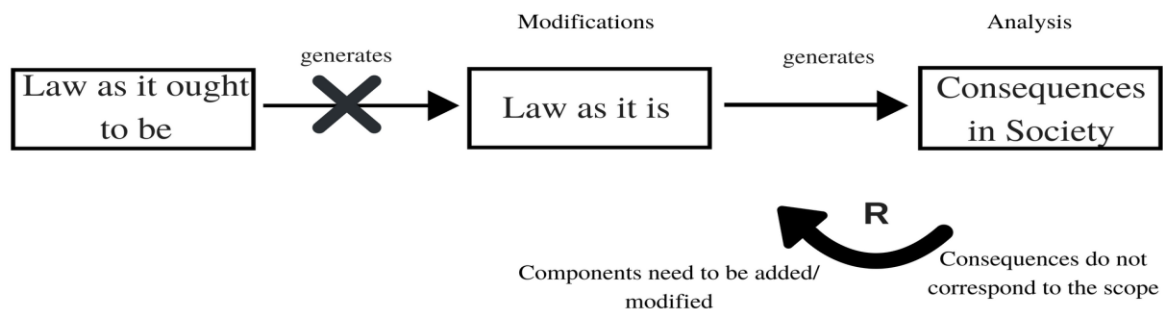 Modifications
Analysis
generates
generates
Law as it ought
to be
Law as it is
Consequences
in Society
R
Components need to be added/
modified
Consequences do not
correspond to the scope